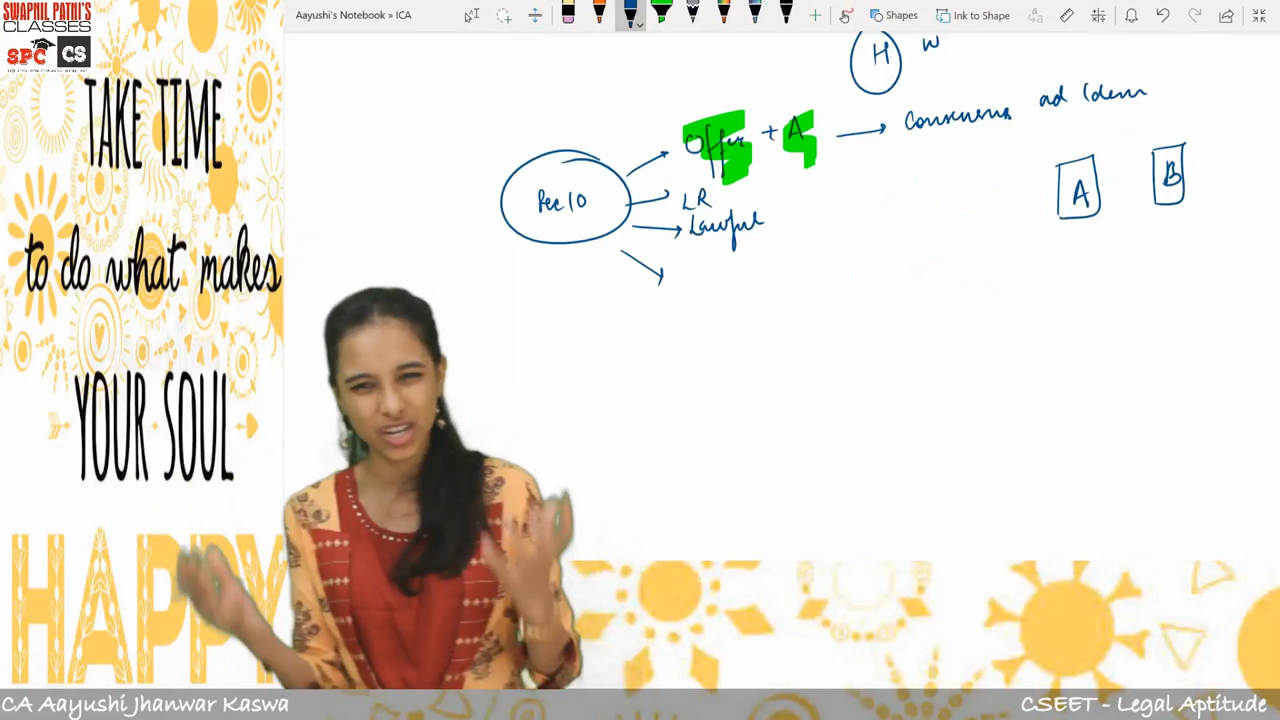 SWAPNIL PATNI'S
CLASSES
SPC CS
Aayushi`s Notebook » ICA
Shapes
Ink to Shape
TAKE TIME
to do what makes
YOUR SOUL
HAPPY
H W
Offer + A → Consensus ad Idem
Sec 10
LR
Lawful
A
B
CA Aayushi Jhanwar Kaswa
CSEET - Legal Aptitude